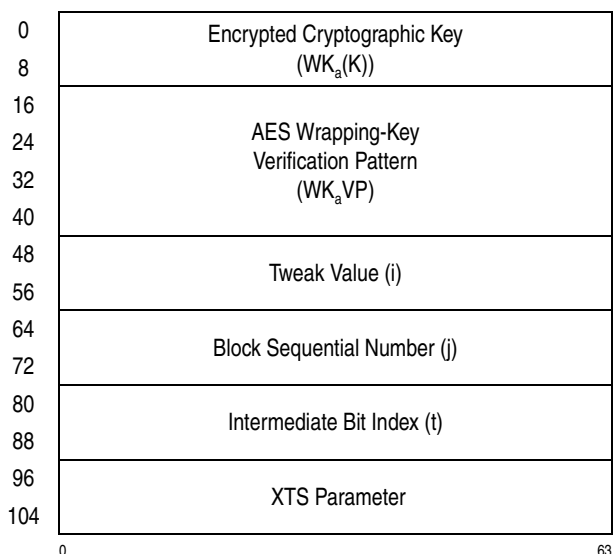 0
Encrypted Cryptographic Key
8
(WKₐ(K))
16
24
AES Wrapping-Key
Verification Pattern
32
(WKₐVP)
40
48
Tweak Value (i)
56
64
Block Sequential Number (j)
72
80
Intermediate Bit Index (t)
88
96
XTS Parameter
104
0 63